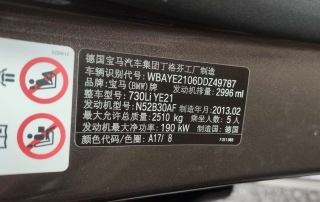 德国宝马汽车集团丁格芬工厂制造
车辆识别代号:WBAYE2106DDZ49787
品牌:宝马(BMW)牌 发动机排量:2996 ml
整车型号:730Li YE21
发动机型号:N52B30AF 制造年月:2013.02
最大允许总质量:2510 kg 乘坐人数:5 人
发动机最大净功率:190 kW 制造国:德国
颜色代码/色圈:A17/ 8